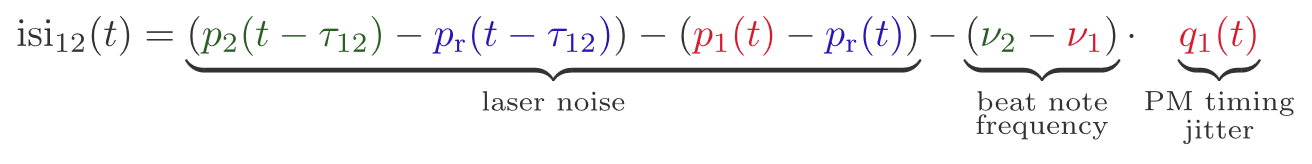 isi₁₂(t) = (p₂(t − τ₁₂) − pᵣ(t − τ₁₂)) − (p₁(t) − pᵣ(t)) − (ν₂ − ν₁) · q₁(t)
laser noise
beat note
frequency
PM timing
jitter